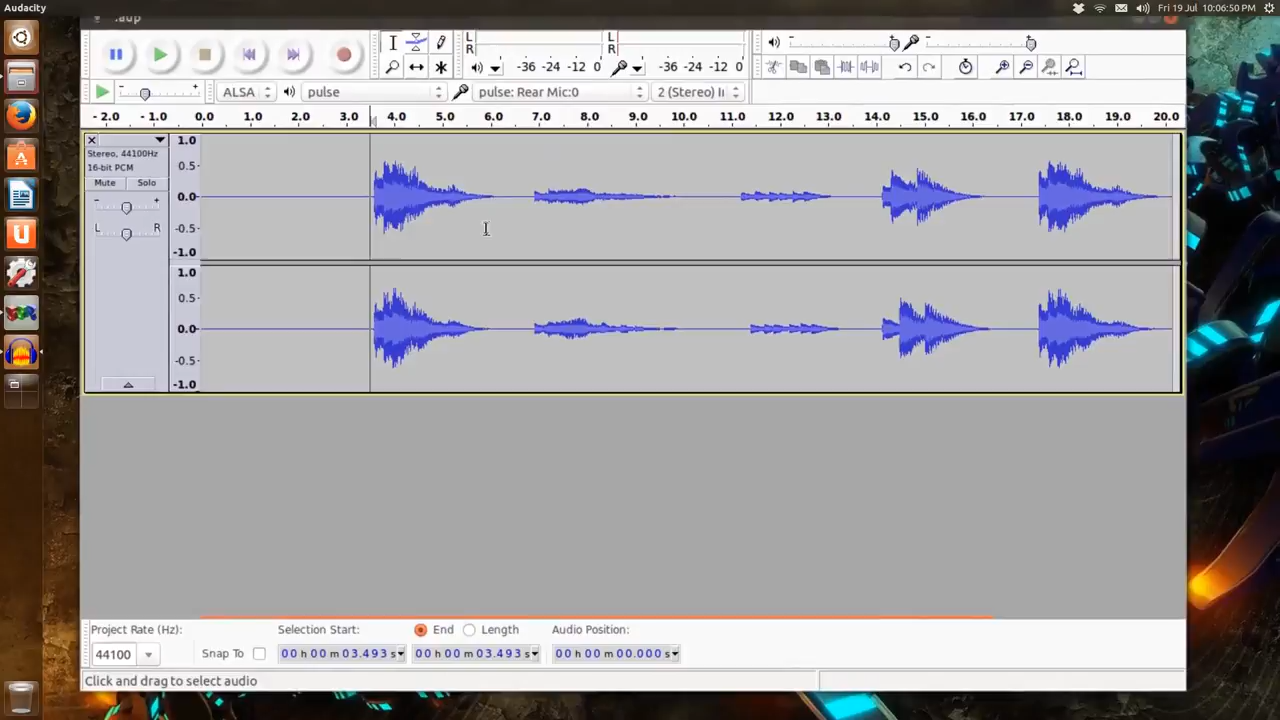 Audacity
Fri 19 Jul 10:06:50 PM
.aup
L
R
-36 -24 -12 0
L
R
-36 -24 -12 0
ALSA
pulse
pulse: Rear Mic:0
2 (Stereo) I
- 2.0 - 1.0 0.0 1.0 2.0 3.0 4.0 5.0 6.0 7.0 8.0 9.0 10.0 11.0 12.0 13.0 14.0 15.0 16.0 17.0 18.0 19.0 20.0
Stereo, 44100Hz
16-bit PCM
Mute Solo
- +
L R
1.0
0.5-
0.0-
-0.5-
-1.0
1.0
0.5-
0.0-
-0.5-
-1.0
Project Rate (Hz):
44100
Snap To
Selection Start:
00 h 00 m 03.493 s
End Length
00 h 00 m 03.493 s
Audio Position:
00 h 00 m 00.000 s
Click and drag to select audio